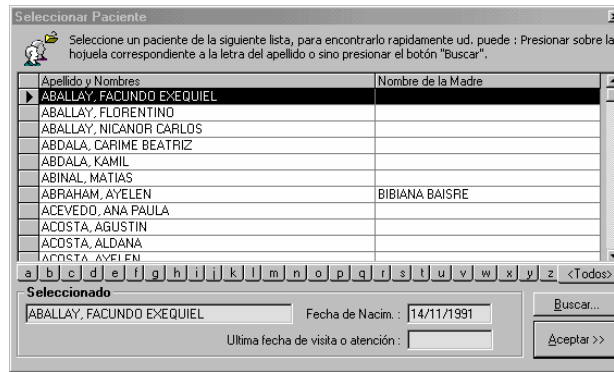 Seleccionar Paciente
Seleccione un paciente de la siguiente lista, para encontrarlo rapidamente ud. puede : Presionar sobre la
hojuela correspondiente a la letra del apellido o sino presionar el botón "Buscar".
Apellido y Nombres Nombre de la Madre
ABALLAY, FACUNDO EXEQUIEL
ABALLAY, FLORENTINO
ABALLAY, NICANOR CARLOS
ABDALA, CARIME BEATRIZ
ABDALA, KAMIL
ABINAL, MATIAS
ABRAHAM, AYELEN BIBIANA BAISRE
ACEVEDO, ANA PAULA
ACOSTA, AGUSTIN
ACOSTA, ALDANA
ACOSTA, AYELEN
a b c d e f g h i j k l m n o p q r s t u v w x y z <Todos>
Seleccionado
ABALLAY, FACUNDO EXEQUIEL Fecha de Nacim. : 14/11/1991
Ultima fecha de visita o atención :
Buscar...
Aceptar >>